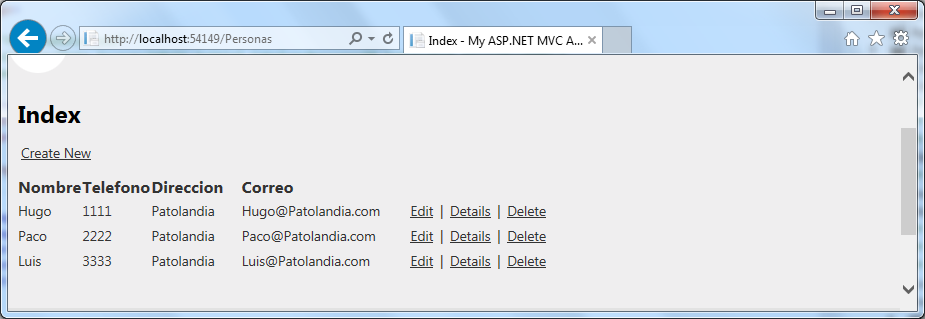 http://localhost:54149/Personas
Index - My ASP.NET MVC A...
Index
Create New
Nombre Telefono Direccion Correo
Hugo 1111 Patolandia Hugo@Patolandia.com Edit | Details | Delete
Paco 2222 Patolandia Paco@Patolandia.com Edit | Details | Delete
Luis 3333 Patolandia Luis@Patolandia.com Edit | Details | Delete